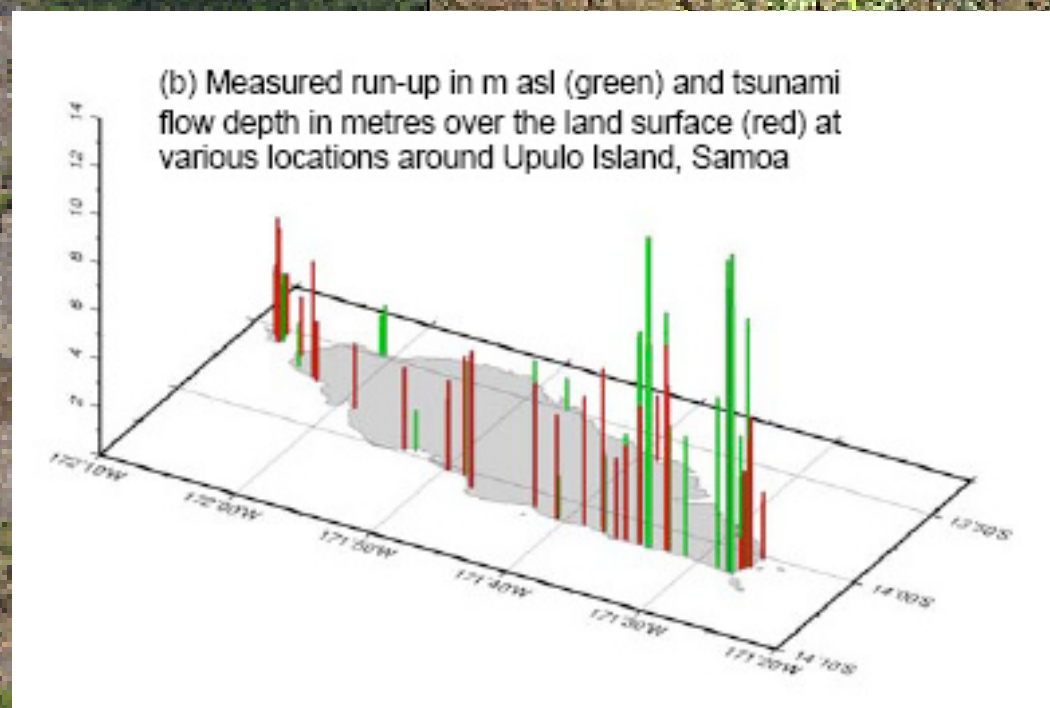 (b) Measured run-up in m asl (green) and tsunami
flow depth in metres over the land surface (red) at
various locations around Upulo Island, Samoa
14
12
10
8
6
4
2
172°10'W
172°00'W
171°50'W
171°40'W
171°30'W
171°20'W
13°50'S
14°00'S
14°10'S